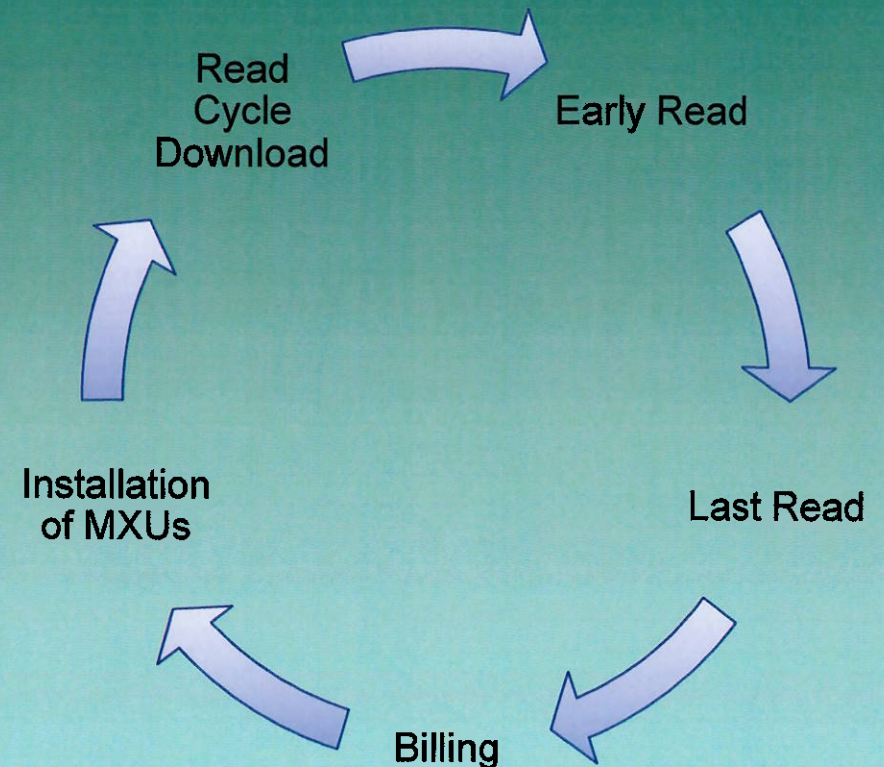 Read
Cycle
Download
Early Read
Last Read
Billing
Installation
of MXUs